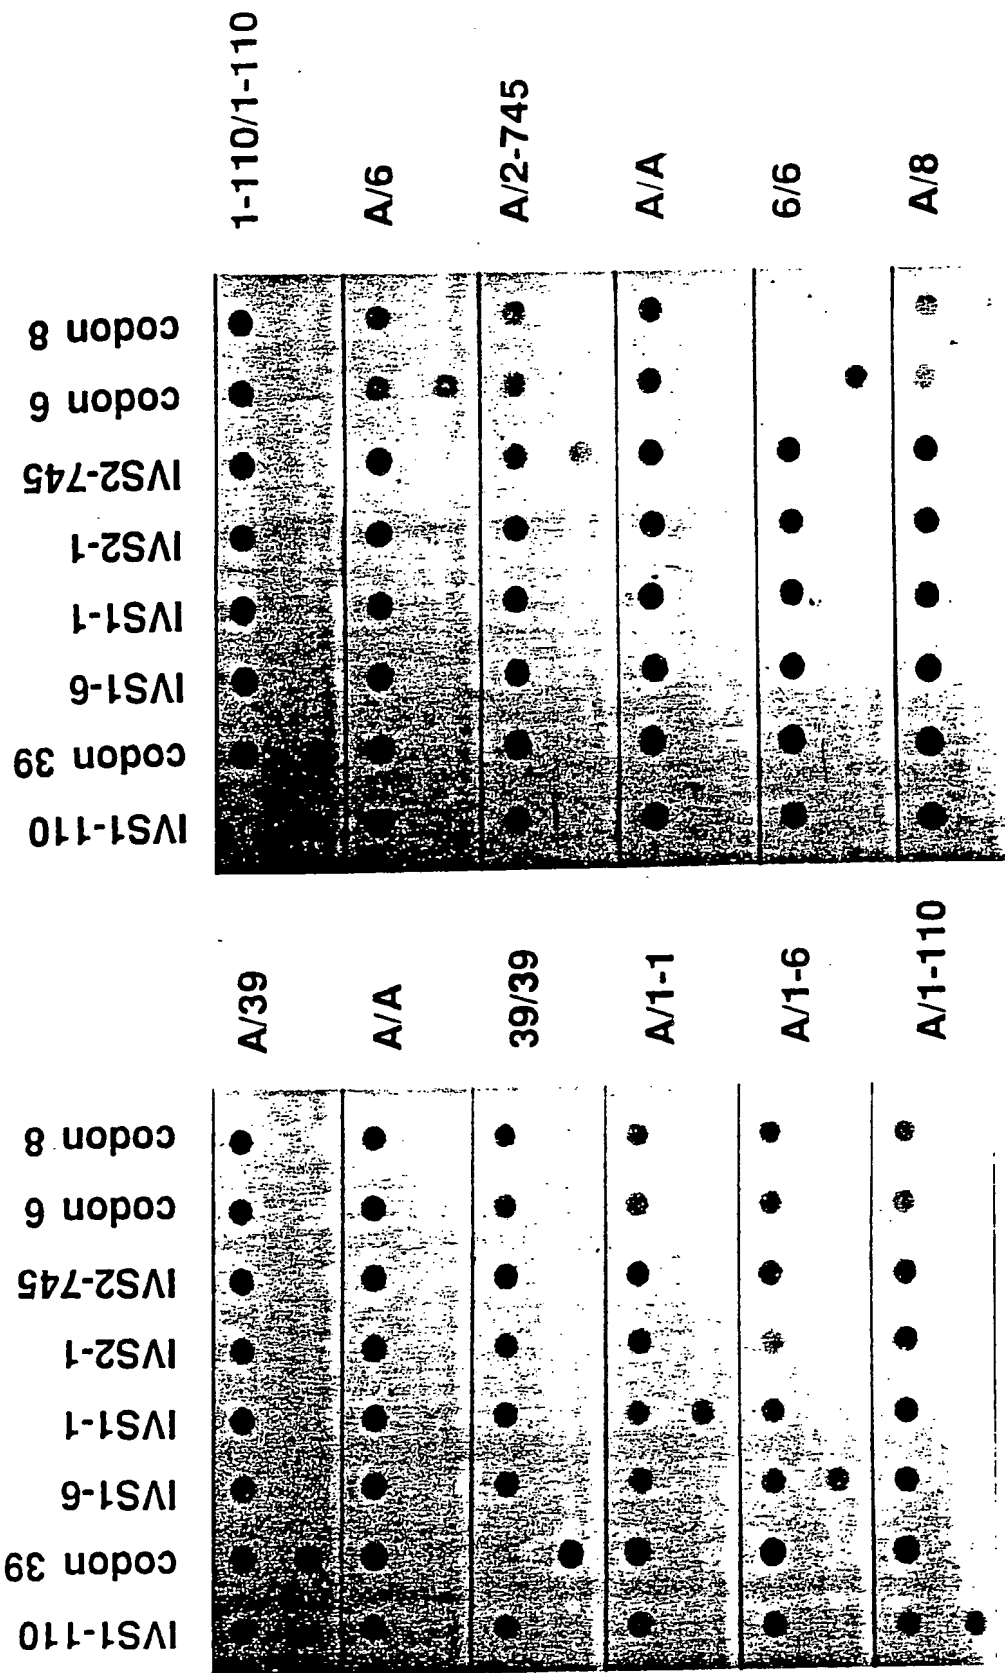 codon 8
codon 6
IVS2-745
IVS2-1
IVS1-1
IVS1-6
codon 39
IVS1-110
1-110/1-110
A/6
A/2-745
A/A
6/6
A/8
codon 8
codon 6
IVS2-745
IVS2-1
IVS1-1
IVS1-6
codon 39
IVS1-110
A/39
A/A
39/39
A/1-1
A/1-6
A/1-110